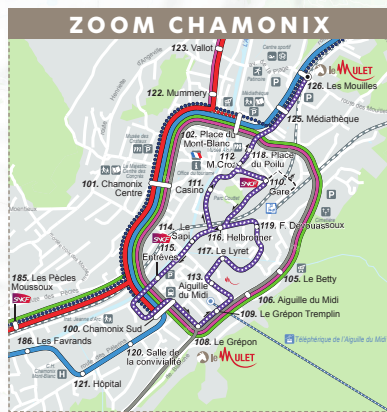 ZOOM CHAMONIX
123. Vallot
le MULET
126. Les Mouilles
122. Mummery
Médiathèque
125. Médiathèque
102. Place du
Mont-Blanc
112.
M.Croz
118. Place
du Poilu
101. Chamonix
Centre
Casino
111.
SNCF
110.
Gare
114. Le
Sapi
119. F. Devouassoux
SNCF
115.
Entrèves
116. Helbronner
117. Le Lyret
185. Les Pècles
Moussoux
SNCF
113.
Aiguille
du Midi
105. Le Betty
106. Aiguille du Midi
109. Le Grépon Tremplin
100. Chamonix Sud
186. Les Favrands
Téléphérique de l'Aiguille du Midi
120. Salle de
la convivialité
108. Le Grépon
le MULET
121. Hôpital